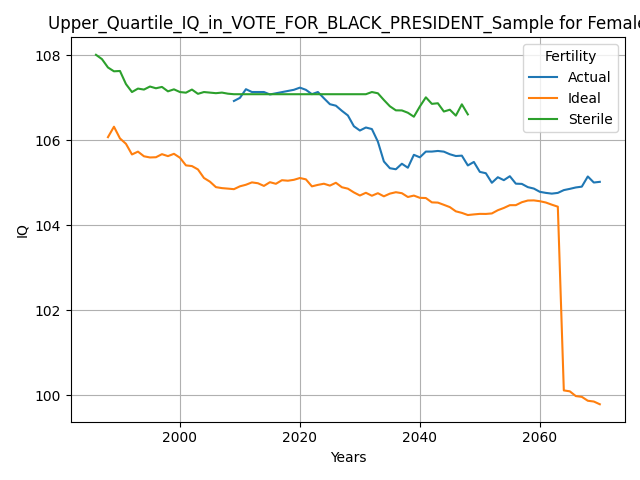 Upper_Quartile_IQ_in_VOTE_FOR_BLACK_PRESIDENT_Sample for Female
Fertility
Actual
Ideal
Sterile
108
106
104
102
100
IQ
2000
2020
2040
2060
Years